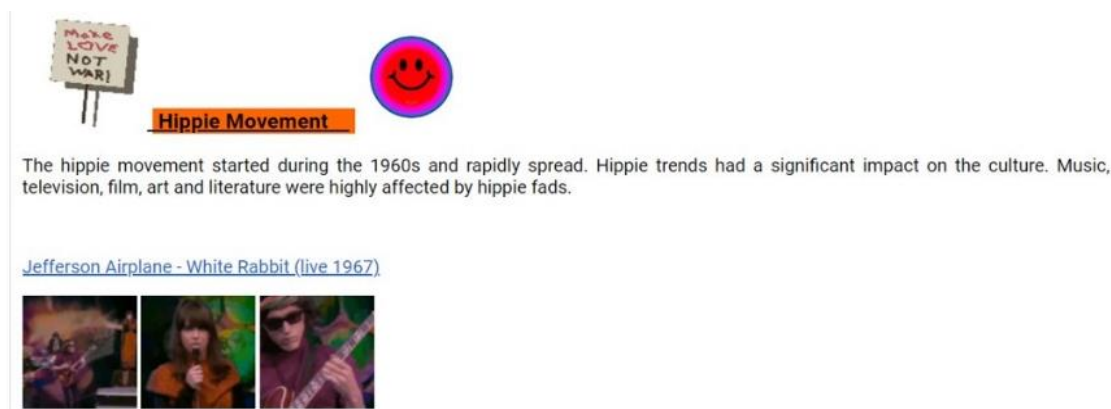 Make
LOVE
NOT
WAR!
Hippie Movement
The hippie movement started during the 1960s and rapidly spread. Hippie trends had a significant impact on the culture. Music,
television, film, art and literature were highly affected by hippie fads.
Jefferson Airplane - White Rabbit (live 1967)